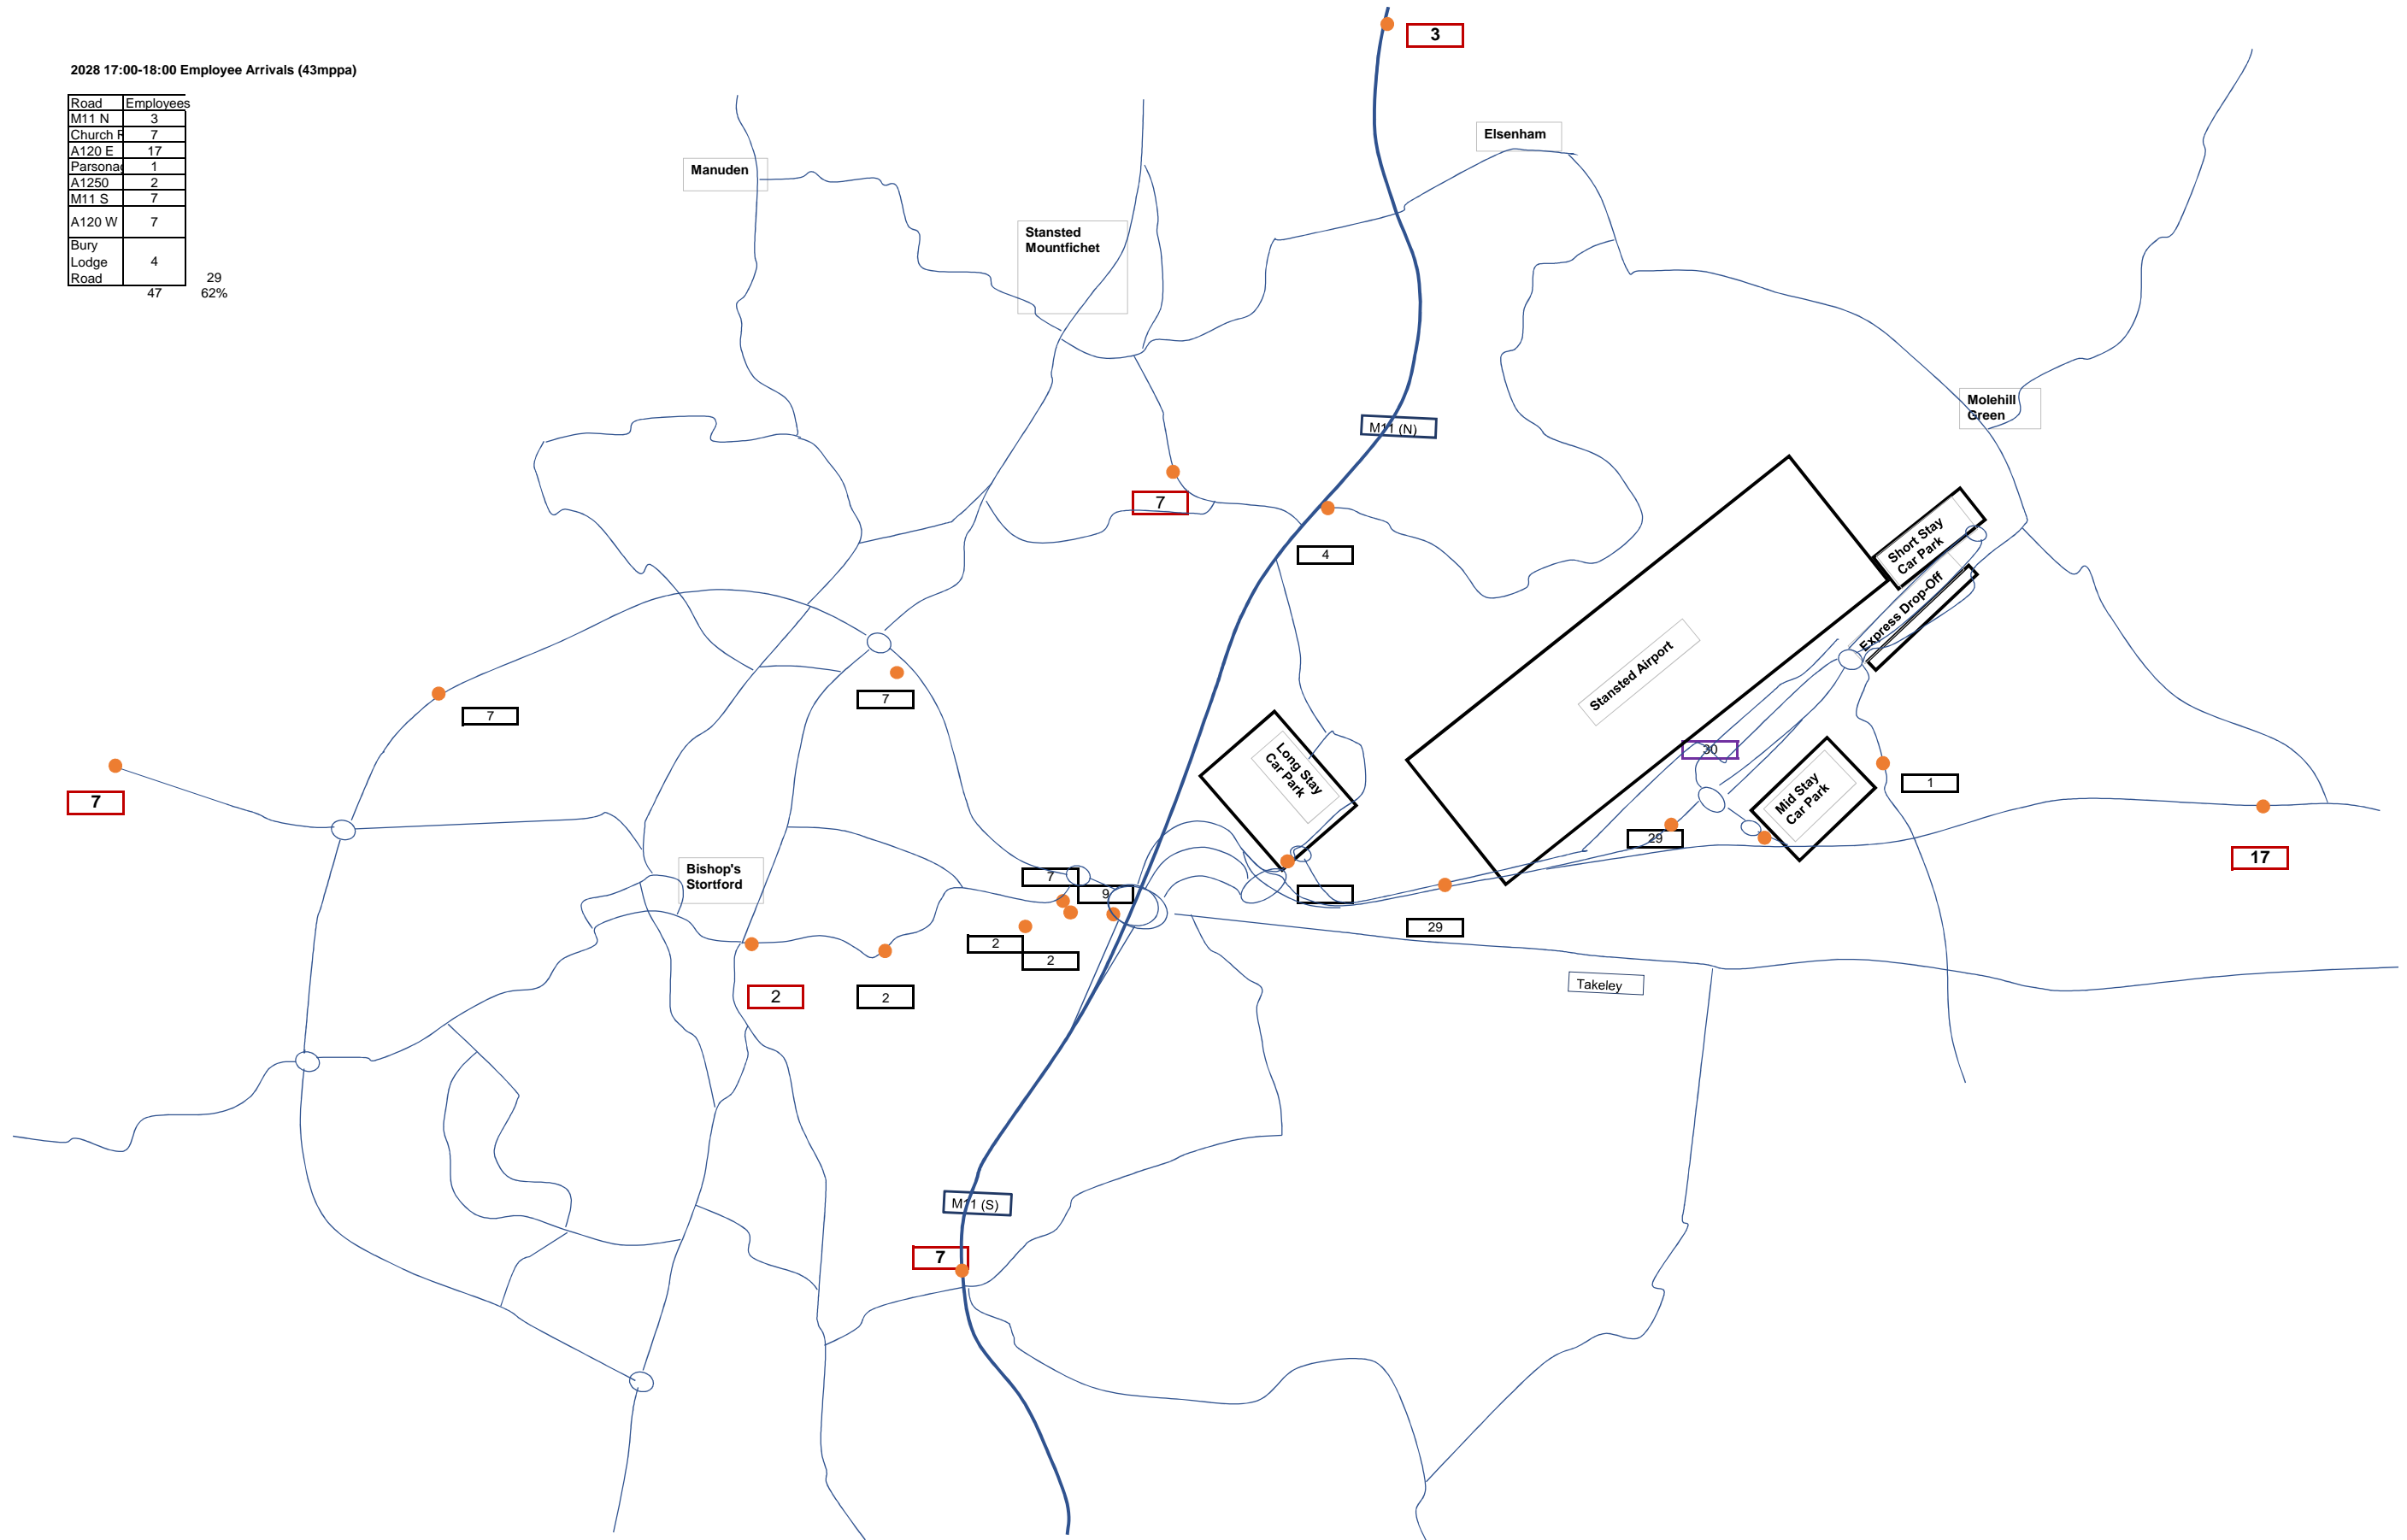 3
2028 17:00-18:00 Employee Arrivals (43mppa)
Road Employees
M11 N 3
Church R 7
A120 E 17
Parsona 1
A1250 2
M11 S 7
A120 W 7
Bury
Lodge 4
Road 29
47 62%
Elsenham
Manuden
Stansted
Mountfichet
Molehill
Green
M11 (N)
7
4
Short Stay
Car Park
Express Drop-Off
Stansted Airport
7
7
7
30
Long Stay
Car Park
Mid Stay
Car Park
1
29
17
Bishop's
Stortford
7
9
29
2
2
2
2
Takeley
M11 (S)
7